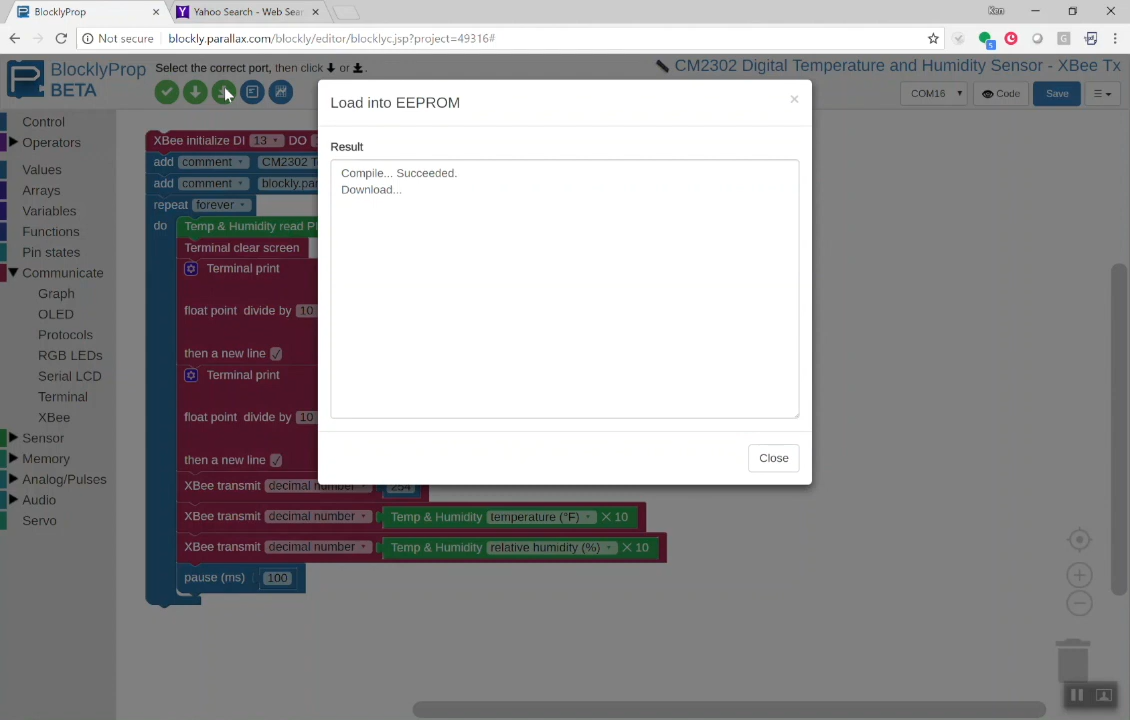 BlocklyProp
Yahoo Search - Web Sear
Ken
Not secure
blockly.parallax.com/blockly/editor/blocklyc.jsp?project=49316#
5
G
BlocklyProp
BETA
Select the correct port, then click or .
CM2302 Digital Temperature and Humidity Sensor - XBee Tx
COM16
Code
Save
Load into EEPROM
×
Result
Compile... Succeeded.
Download...
Close
Control
Operators
Values
Arrays
Variables
Functions
Pin states
Communicate
Graph
OLED
Protocols
RGB LEDs
Serial LCD
Terminal
XBee
Sensor
Memory
Analog/Pulses
Audio
Servo
XBee initialize DI 13 DO
add comment CM2302 T
add comment blockly.par
repeat forever
do
Temp & Humidity read PI
Terminal clear screen
Terminal print
float point divide by 10
then a new line
Terminal print
float point divide by 10
then a new line
XBee transmit decimal number 254
XBee transmit decimal number Temp & Humidity temperature (°F) × 10
XBee transmit decimal number Temp & Humidity relative humidity (%) × 10
pause (ms) 100